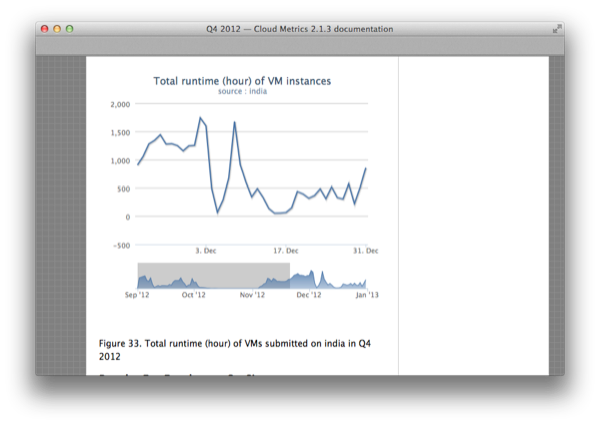 Q4 2012 — Cloud Metrics 2.1.3 documentation
Total runtime (hour) of VM instances
source : india
2,000
1,500
1,000
500
0
-500
3. Dec 17. Dec 31. Dec
Sep '12 Oct '12 Nov '12 Dec '12 Jan '13
Figure 33. Total runtime (hour) of VMs submitted on india in Q4
2012